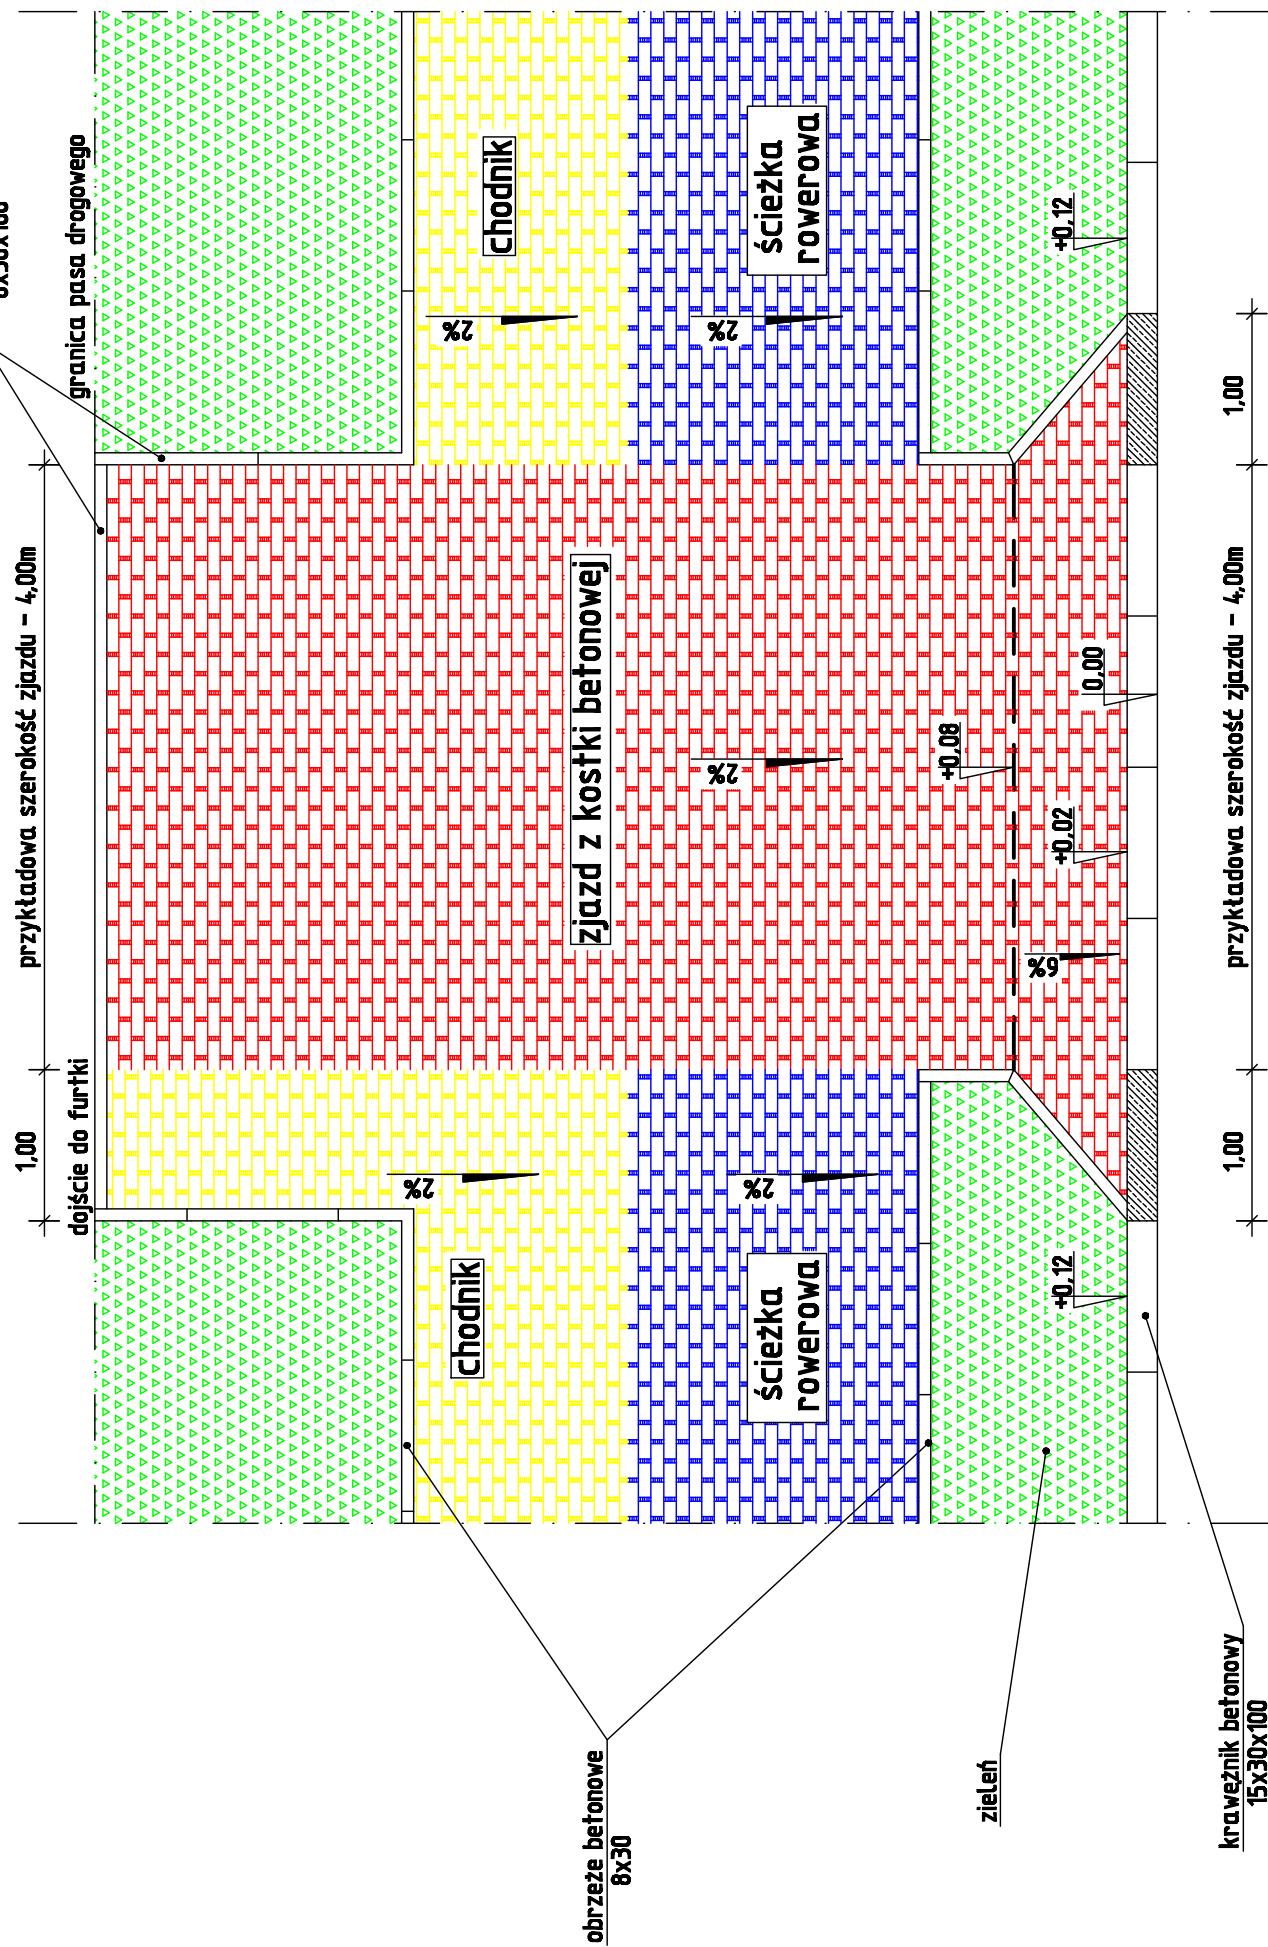 8x30x100
granica pasa drogowego
przykładowa szerokość zjazdu – 4,00m
1,00
dojście do furtki
chodnik
2%
ścieżka
rowerowa
2%
+0,12
1,00
zjazd z kostki betonowej
2%
+0,08
0.00
+0,02
6%
przykładowa szerokość zjazdu – 4,00m
2%
2%
chodnik
ścieżka
rowerowa
+0,12
1,00
obrzeże betonowe
8x30
zieleń
krawężnik betonowy
15x30x100